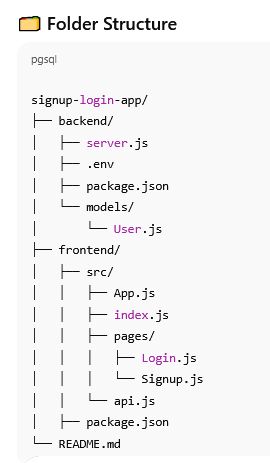 🗂️ Folder Structure
pgsql
signup-login-app/
├── backend/
│   ├── server.js
│   ├── .env
│   ├── package.json
│   └── models/
│       └── User.js
├── frontend/
│   ├── src/
│   │   ├── App.js
│   │   ├── index.js
│   │   ├── pages/
│   │   │   ├── Login.js
│   │   │   └── Signup.js
│   │   └── api.js
│   ├── package.json
└── README.md